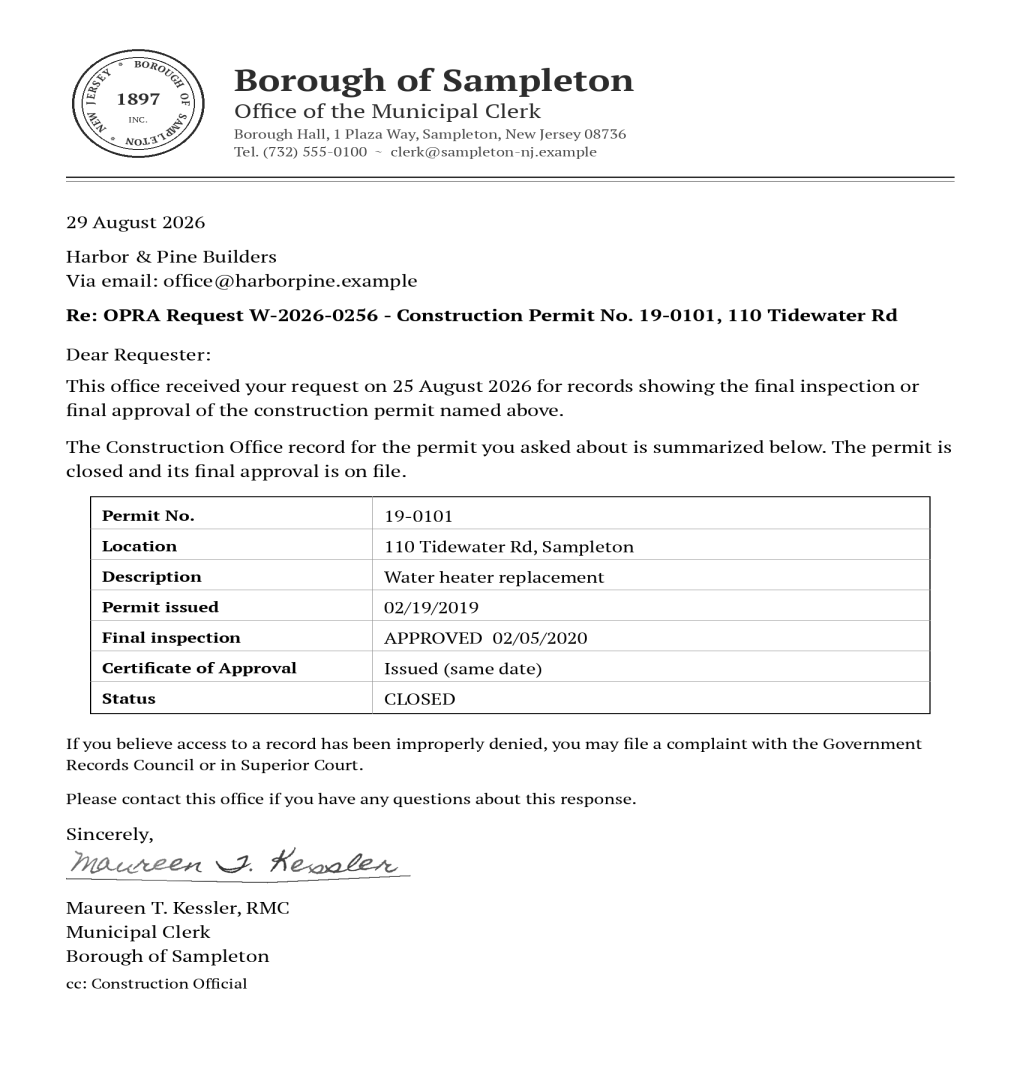 NEW JERSEY * BOROUGH OF SAMPLETON *
1897
INC.
Borough of Sampleton
Office of the Municipal Clerk
Borough Hall, 1 Plaza Way, Sampleton, New Jersey 08736
Tel. (732) 555-0100 ~ clerk@sampleton-nj.example
29 August 2026
Harbor & Pine Builders
Via email: office@harborpine.example
Re: OPRA Request W-2026-0256 - Construction Permit No. 19-0101, 110 Tidewater Rd
Dear Requester:
This office received your request on 25 August 2026 for records showing the final inspection or
final approval of the construction permit named above.
The Construction Office record for the permit you asked about is summarized below. The permit is
closed and its final approval is on file.
Permit No. 19-0101
Location 110 Tidewater Rd, Sampleton
Description Water heater replacement
Permit issued 02/19/2019
Final inspection APPROVED 02/05/2020
Certificate of Approval Issued (same date)
Status CLOSED
If you believe access to a record has been improperly denied, you may file a complaint with the Government
Records Council or in Superior Court.
Please contact this office if you have any questions about this response.
Sincerely,
Maureen T. Kessler
Maureen T. Kessler, RMC
Municipal Clerk
Borough of Sampleton
cc: Construction Official